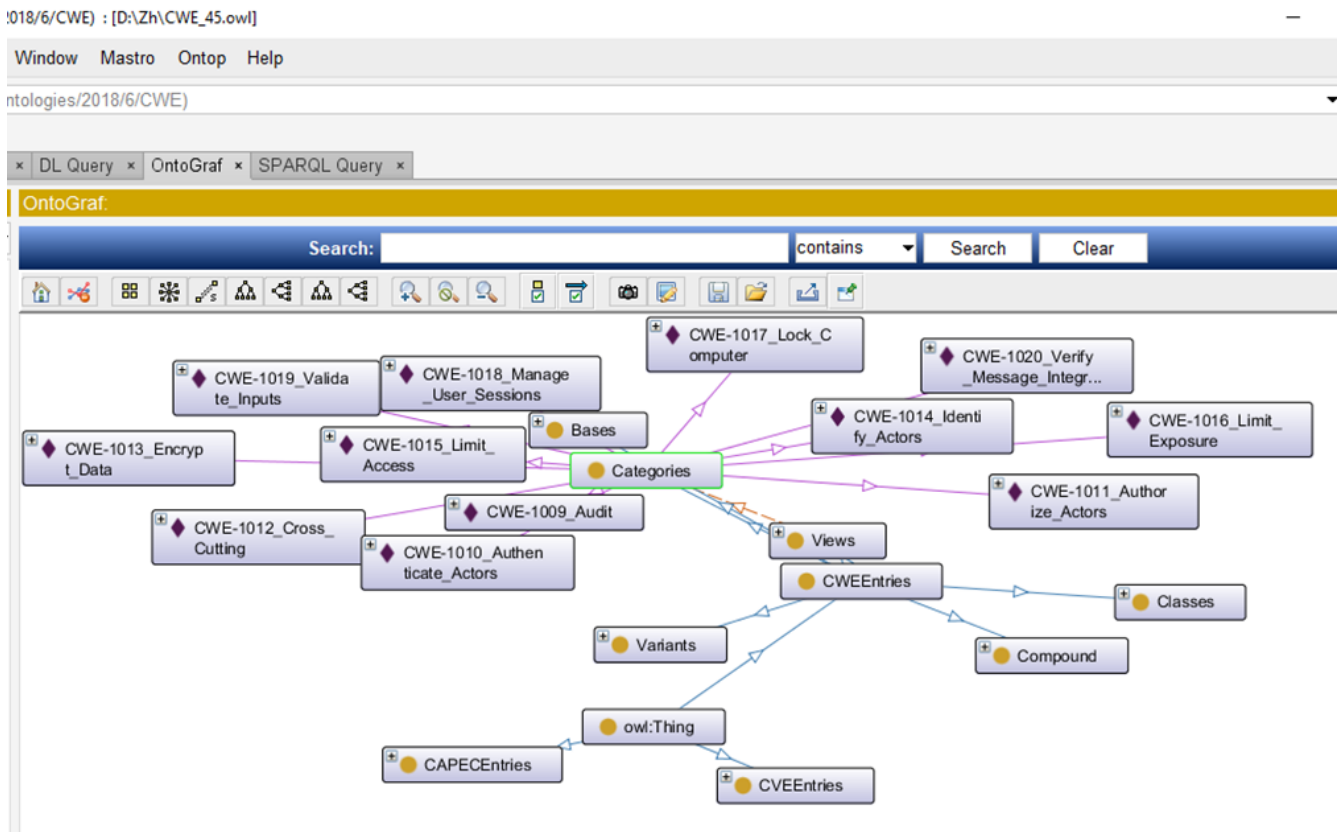 2018/6/CWE) : [D:\Zh\CWE_45.owl]
Window Mastro Ontop Help
ntologies/2018/6/CWE)
DL Query OntoGraf SPARQL Query
OntoGraf:
Search: contains Search Clear
CWE-1017_Lock_C
omputer
CWE-1020_Verify
_Message_Integr...
CWE-1019_Valida
te_Inputs
CWE-1018_Manage
_User_Sessions
CWE-1014_Identi
fy_Actors
CWE-1016_Limit_
Exposure
Bases
CWE-1013_Encryp
t_Data
CWE-1015_Limit_
Access
Categories
CWE-1011_Author
ize_Actors
CWE-1009_Audit
CWE-1012_Cross_
Cutting
CWE-1010_Authen
ticate_Actors
Views
CWEEntries
Classes
Variants
Compound
owl:Thing
CAPECEntries
CVEEntries